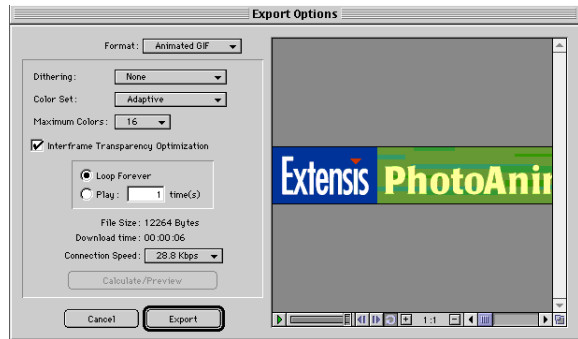 Export Options
Format: Animated GIF
Dithering: None
Color Set: Adaptive
Maximum Colors: 16
Interframe Transparency Optimization
Loop Forever
Play: 1 time(s)
File Size: 12264 Bytes
Download time: 00:00:06
Connection Speed: 28.8 Kbps
Calculate/Preview
Cancel Export
Extensis PhotoAnim
1:1